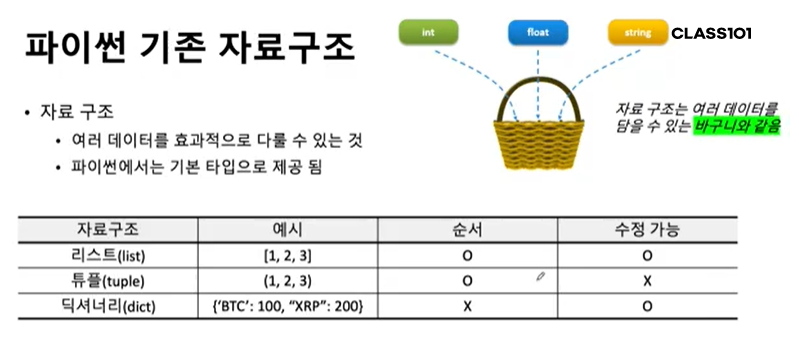 파이썬 기존 자료구조
int
float
string
CLASS101
• 자료 구조
• 여러 데이터를 효과적으로 다룰 수 있는 것
• 파이썬에서는 기본 타입으로 제공 됨
자료 구조는 여러 데이터를
담을 수 있는 바구니와 같음
자료구조 예시 순서 수정 가능
리스트(list) [1, 2, 3] O O
튜플(tuple) (1, 2, 3) O X
딕셔너리(dict) {‘BTC’: 100, “XRP”: 200} X O